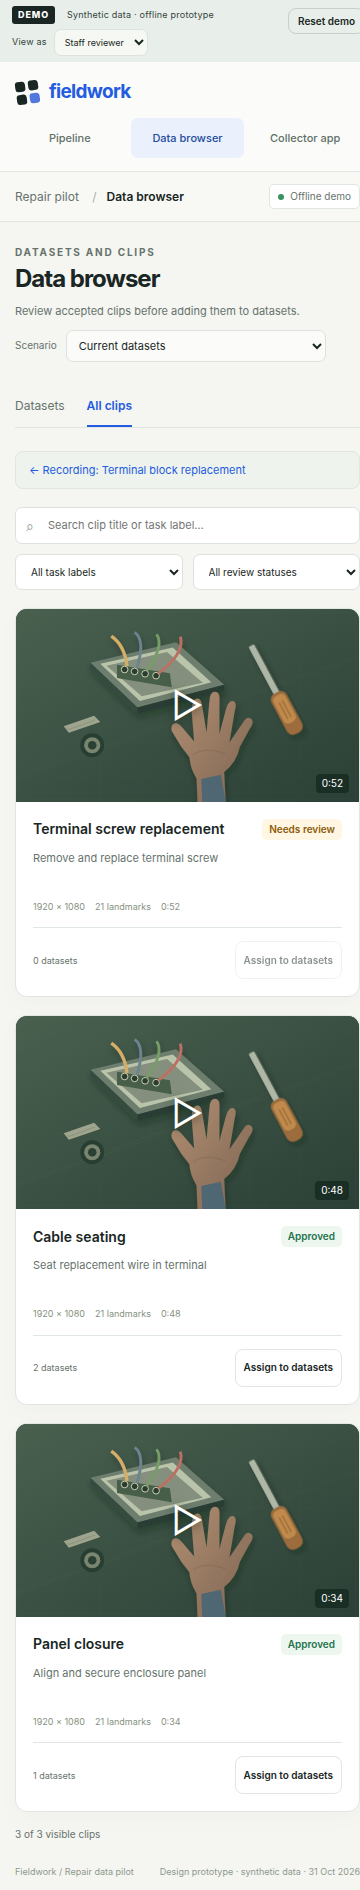 DEMO Synthetic data · offline prototype Reset demo
View as Staff reviewer
fieldwork
Pipeline Data browser Collector app
Repair pilot / Data browser Offline demo
DATASETS AND CLIPS
Data browser
Review accepted clips before adding them to datasets.
Scenario Current datasets
Datasets All clips
← Recording: Terminal block replacement
Search clip title or task label...
All task labels All review statuses
0:52
Terminal screw replacement Needs review
Remove and replace terminal screw
1920 × 1080 21 landmarks 0:52
0 datasets Assign to datasets
0:48
Cable seating Approved
Seat replacement wire in terminal
1920 × 1080 21 landmarks 0:48
2 datasets Assign to datasets
0:34
Panel closure Approved
Align and secure enclosure panel
1920 × 1080 21 landmarks 0:34
1 datasets Assign to datasets
3 of 3 visible clips
Fieldwork / Repair data pilot Design prototype · synthetic data · 31 Oct 2026